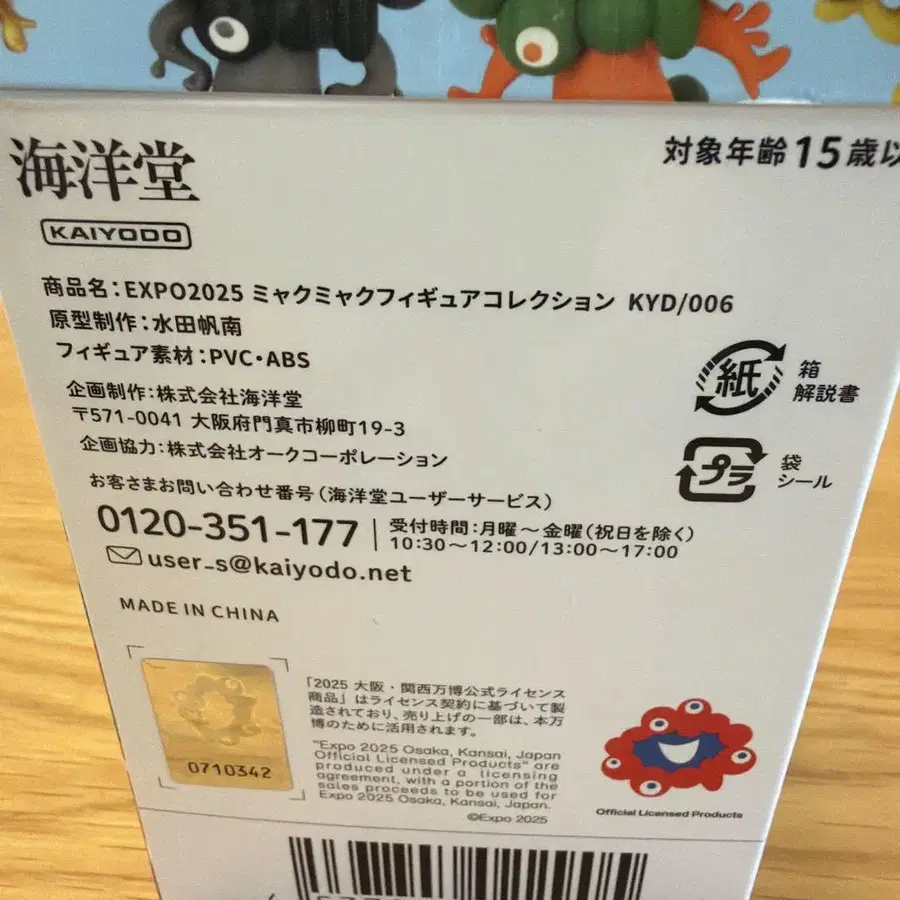 海洋堂
KAIYODO
対象年齢15歳以
商品名:EXPO2025 ミャクミャクフィギュアコレクション KYD/006
原型制作:水田帆南
フィギュア素材:PVC・ABS
企画制作:株式会社海洋堂
〒571-0041 大阪府門真市柳町19-3
企画協力:株式会社オークコーポレーション
紙
箱
解説書
プラ
袋
シール
お客さまお問い合わせ番号(海洋堂ユーザーサービス)
0120-351-177
受付時間:月曜~金曜(祝日を除く)
10:30~12:00/13:00~17:00
user_s@kaiyodo.net
MADE IN CHINA
0710342
「2025 大阪・関西万博公式ライセンス
商品」はライセンス契約に基づいて製
造されており、売り上げの一部は、本万
博のために活用されます。
"Expo 2025 Osaka, Kansai, Japan
Official Licensed Products" are
produced under a licensing
agreement, with a portion of the
sales proceeds to be used for
Expo 2025 Osaka, Kansai, Japan.
©Expo 2025
Official Licensed Products